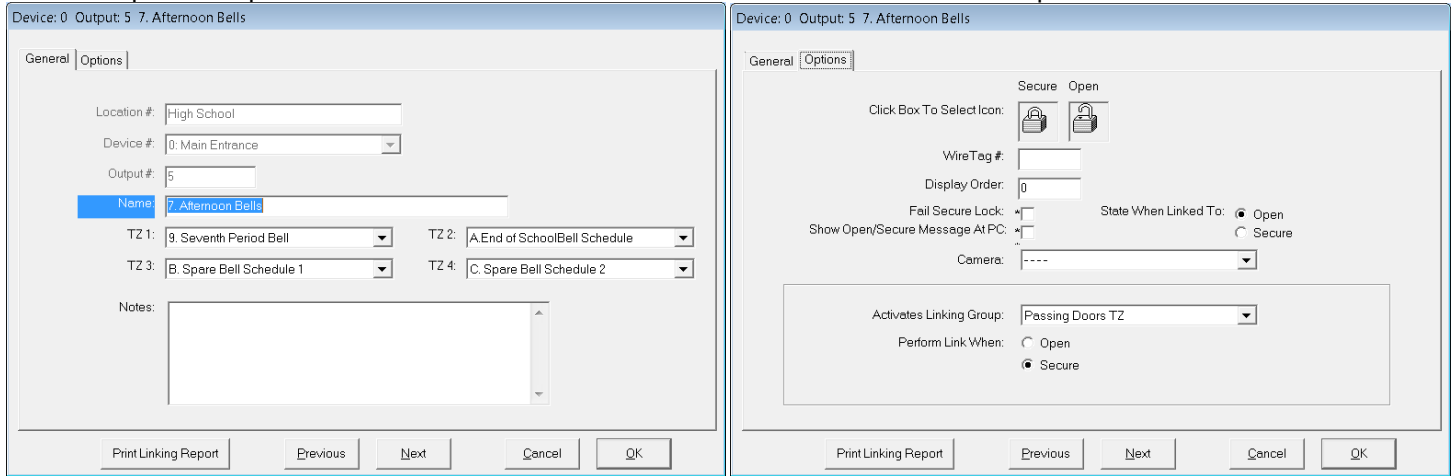 Device: 0 Output: 5 7. Afternoon Bells
General Options
Location #: High School
Device #: 0: Main Entrance
Output #: 5
Name: 7. Afternoon Bells
TZ 1: 9. Seventh Period Bell TZ 2: A.End of SchoolBell Schedule
TZ 3: B. Spare Bell Schedule 1 TZ 4: C. Spare Bell Schedule 2
Notes:
Print Linking Report Previous Next Cancel OK
Device: 0 Output: 5 7. Afternoon Bells
General Options
Secure Open
Click Box To Select Icon:
WireTag #:
Display Order: 0
Fail Secure Lock: * State When Linked To: Open
Show Open/Secure Message At PC: * Secure
*
Camera: ----
Activates Linking Group: Passing Doors TZ
Perform Link When: Open
Secure
Print Linking Report Previous Next Cancel OK